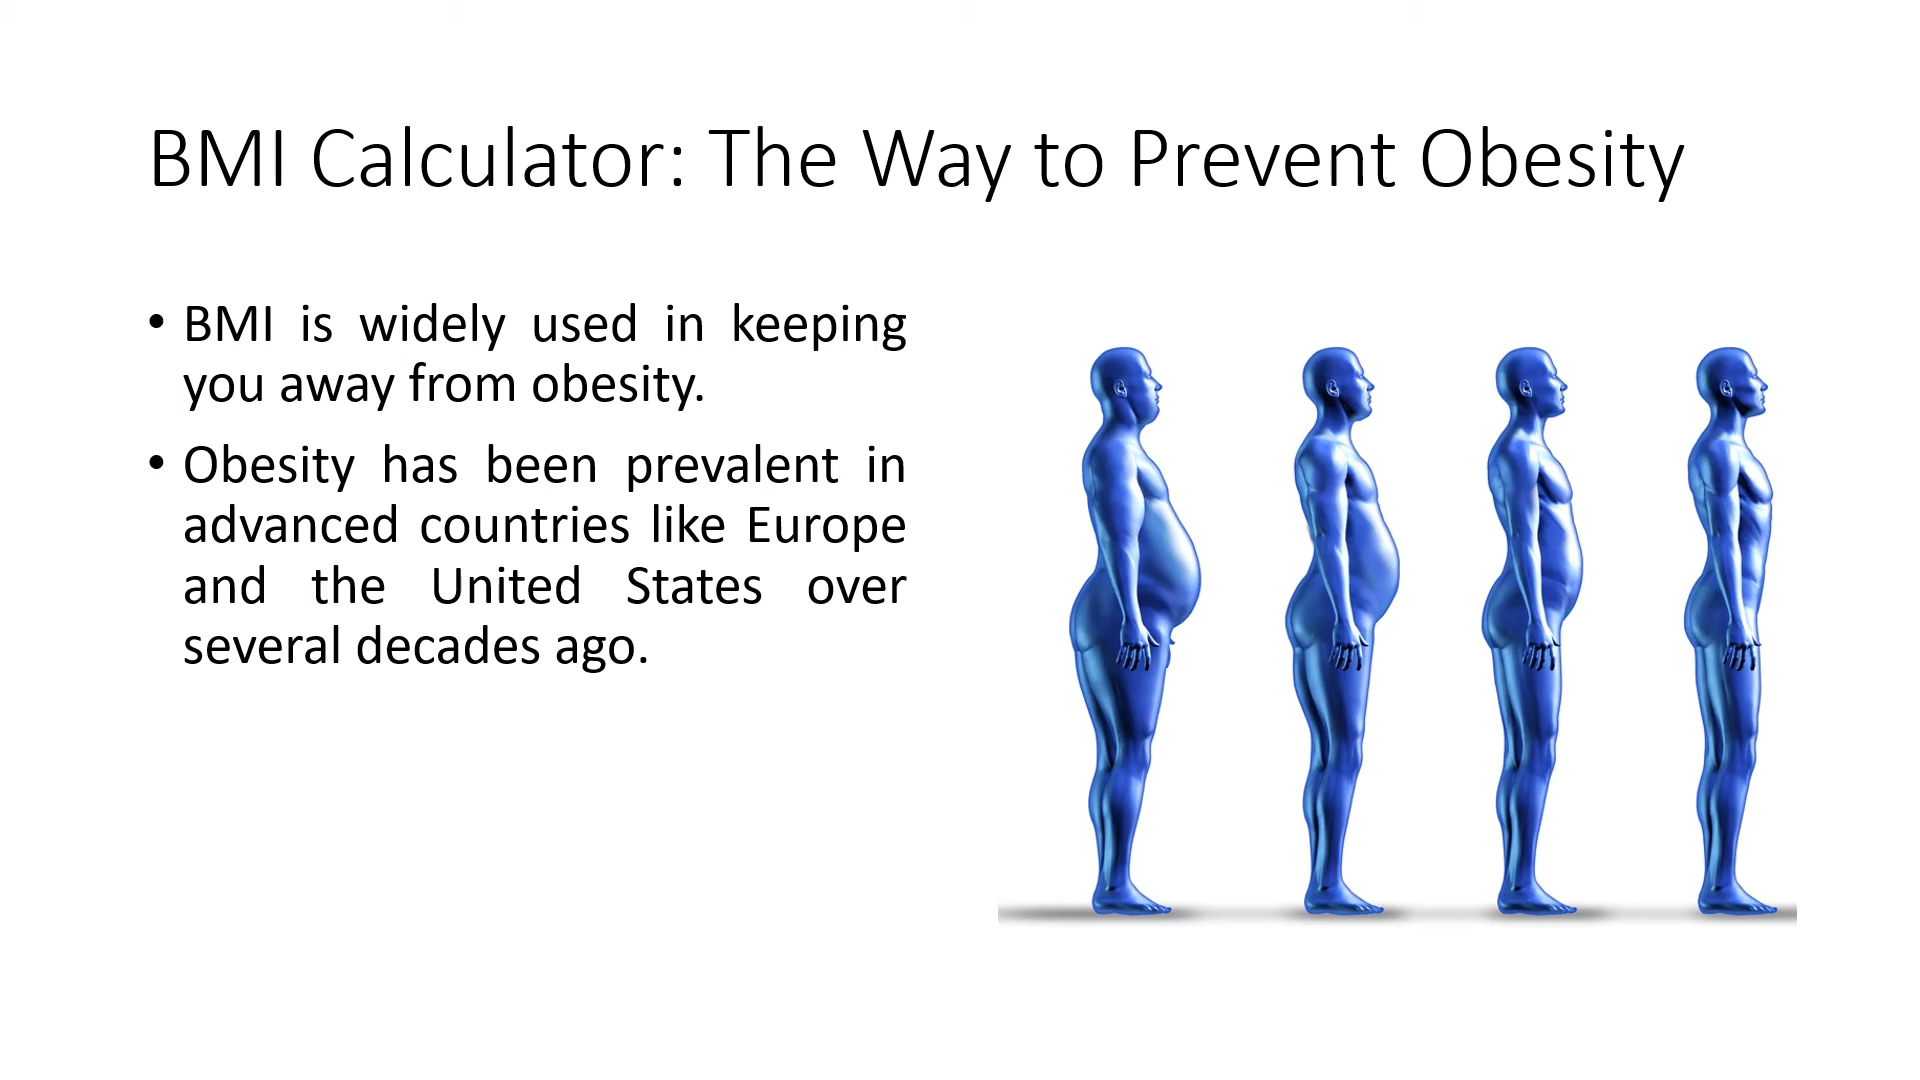 BMI Calculator: The Way to Prevent Obesity
• BMI is widely used in keeping
you away from obesity.
• Obesity has been prevalent in
advanced countries like Europe
and the United States over
several decades ago.